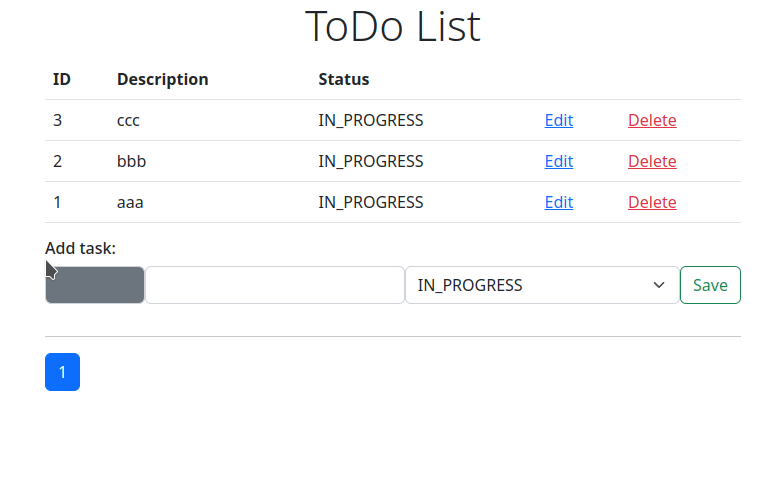 ToDo List
ID Description Status
3 ccc IN_PROGRESS Edit Delete
2 bbb IN_PROGRESS Edit Delete
1 aaa IN_PROGRESS Edit Delete
Add task:
IN_PROGRESS Save
1